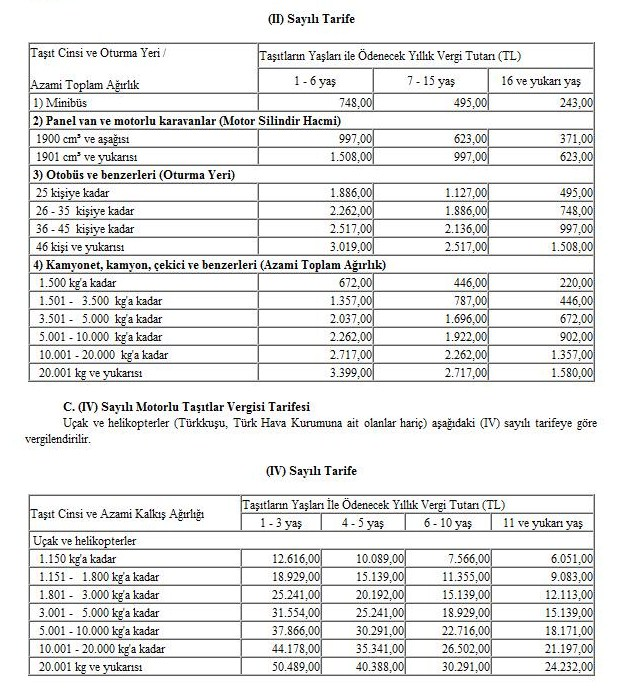 (II) Sayılı Tarife
Taşıt Cinsi ve Oturma Yeri /
Azami Toplam Ağırlık
Taşıtların Yaşları ile Ödenecek Yıllık Vergi Tutarı (TL)
1 - 6 yaş 7 - 15 yaş 16 ve yukarı yaş
1) Minibüs 748,00 495,00 243,00
2) Panel van ve motorlu karavanlar (Motor Silindir Hacmi)
1900 cm³ ve aşağısı 997,00 623,00 371,00
1901 cm³ ve yukarısı 1.508,00 997,00 623,00
3) Otobüs ve benzerleri (Oturma Yeri)
25 kişiye kadar 1.886,00 1.127,00 495,00
26 - 35 kişiye kadar 2.262,00 1.886,00 748,00
36 - 45 kişiye kadar 2.517,00 2.136,00 997,00
46 kişi ve yukarısı 3.019,00 2.517,00 1.508,00
4) Kamyonet, kamyon, çekici ve benzerleri (Azami Toplam Ağırlık)
1.500 kg'a kadar 672,00 446,00 220,00
1.501 - 3.500 kg'a kadar 1.357,00 787,00 446,00
3.501 - 5.000 kg'a kadar 2.037,00 1.696,00 672,00
5.001 - 10.000 kg'a kadar 2.262,00 1.922,00 902,00
10.001 - 20.000 kg'a kadar 2.717,00 2.262,00 1.357,00
20.001 kg ve yukarısı 3.399,00 2.717,00 1.580,00
C. (IV) Sayılı Motorlu Taşıtlar Vergisi Tarifesi
Uçak ve helikopterler (Türkkuşu, Türk Hava Kurumuna ait olanlar hariç) aşağıdaki (IV) sayılı tarifeye göre
vergilendirilir.
(IV) Sayılı Tarife
Taşıt Cinsi ve Azami Kalkış Ağırlığı
Taşıtların Yaşları İle Ödenecek Yıllık Vergi Tutarı (TL)
1 - 3 yaş 4 - 5 yaş 6 - 10 yaş 11 ve yukarı yaş
Uçak ve helikopterler
1.150 kg'a kadar 12.616,00 10.089,00 7.566,00 6.051,00
1.151 - 1.800 kg'a kadar 18.929,00 15.139,00 11.355,00 9.083,00
1.801 - 3.000 kg'a kadar 25.241,00 20.192,00 15.139,00 12.113,00
3.001 - 5.000 kg'a kadar 31.554,00 25.241,00 18.929,00 15.139,00
5.001 - 10.000 kg'a kadar 37.866,00 30.291,00 22.716,00 18.171,00
10.001 - 20.000 kg'a kadar 44.178,00 35.341,00 26.502,00 21.197,00
20.001 kg ve yukarısı 50.489,00 40.388,00 30.291,00 24.232,00